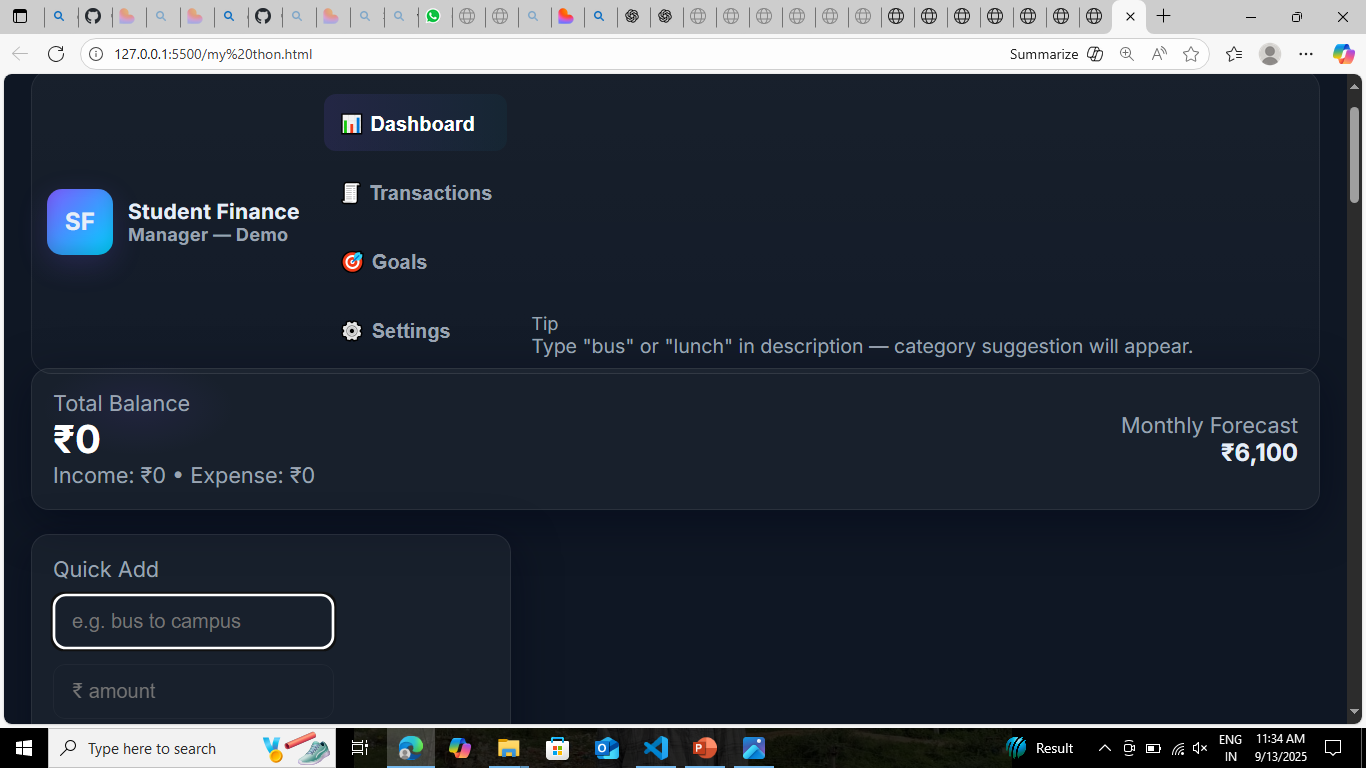 127.0.0.1:5500/my%20thon.html
Summarize
Dashboard
Transactions
Goals
Settings
SF
Student Finance
Manager — Demo
Tip
Type "bus" or "lunch" in description — category suggestion will appear.
Total Balance
₹0
Income: ₹0 • Expense: ₹0
Monthly Forecast
₹6,100
Quick Add
e.g. bus to campus
₹ amount
Type here to search
Result
ENG
IN
11:34 AM
9/13/2025